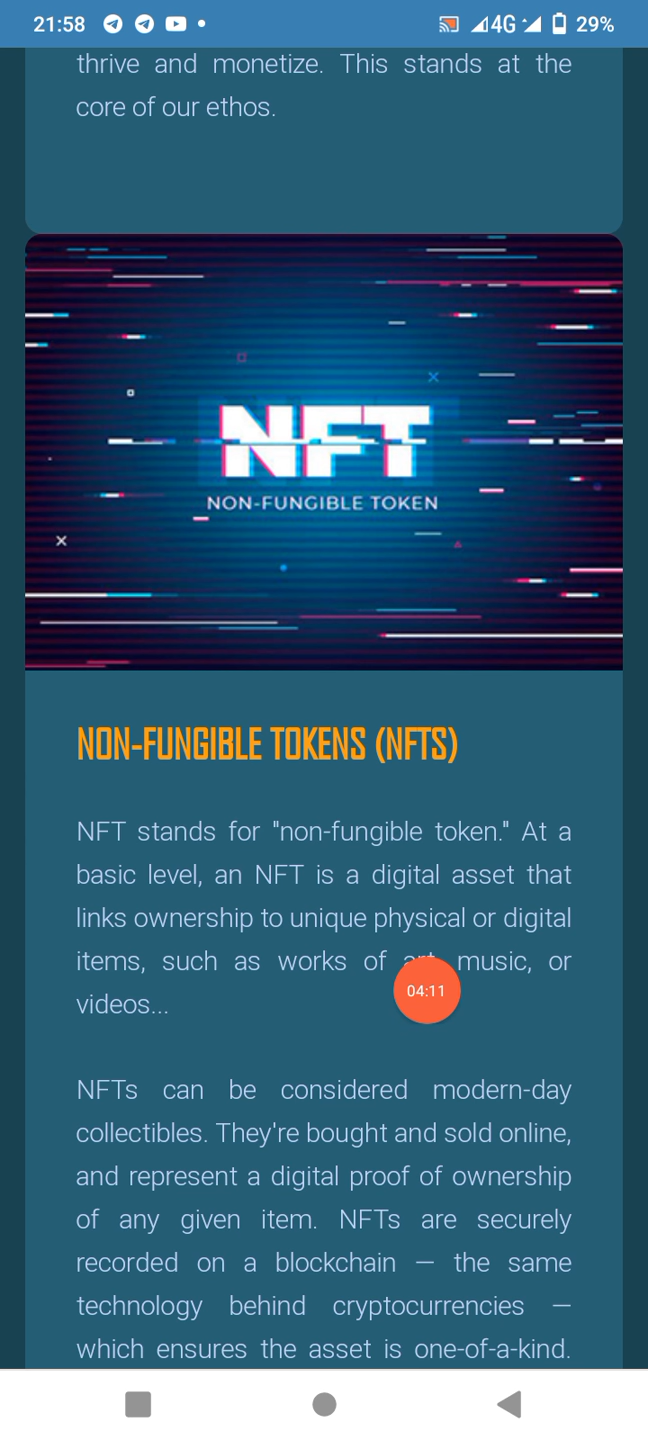 21:58 4G 29%
thrive and monetize. This stands at the
core of our ethos.
NFT
NON-FUNGIBLE TOKEN
NON-FUNGIBLE TOKENS (NFTS)
NFT stands for "non-fungible token." At a
basic level, an NFT is a digital asset that
links ownership to unique physical or digital
items, such as works of art, music, or
04:11
videos...
NFTs can be considered modern-day
collectibles. They're bought and sold online,
and represent a digital proof of ownership
of any given item. NFTs are securely
recorded on a blockchain — the same
technology behind cryptocurrencies —
which ensures the asset is one-of-a-kind.